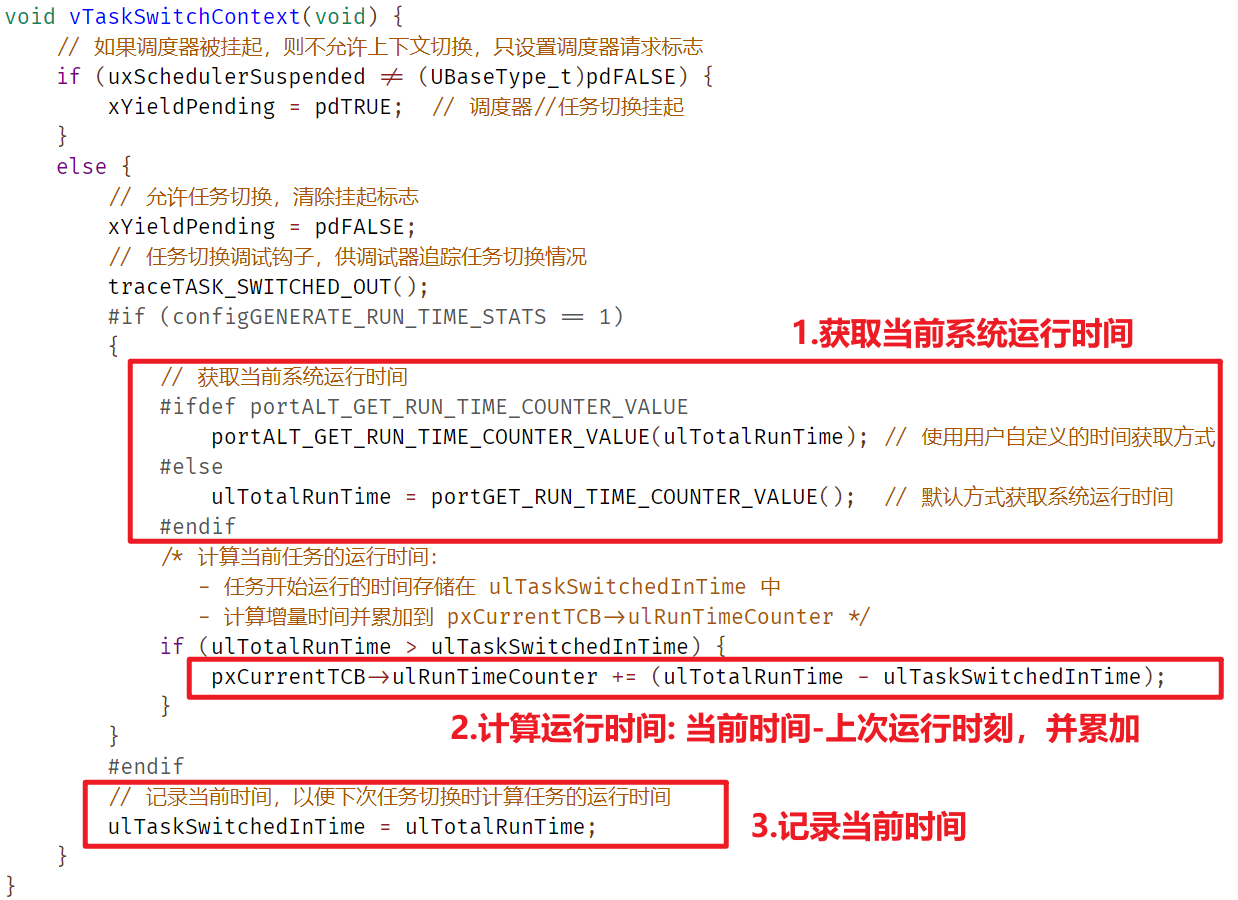 void vTaskSwitchContext(void) {
// 如果调度器被挂起，则不允许上下文切换，只设置调度器请求标志
if (uxSchedulerSuspended != (UBaseType_t)pdFALSE) {
xYieldPending = pdTRUE; // 调度器//任务切换挂起
}
else {
// 允许任务切换，清除挂起标志
xYieldPending = pdFALSE;
// 任务切换调试钩子，供调试器追踪任务切换情况
traceTASK_SWITCHED_OUT();
#if (configGENERATE_RUN_TIME_STATS == 1)
1.获取当前系统运行时间
{
// 获取当前系统运行时间
#ifdef portALT_GET_RUN_TIME_COUNTER_VALUE
portALT_GET_RUN_TIME_COUNTER_VALUE(ulTotalRunTime); // 使用用户自定义的时间获取方式
#else
ulTotalRunTime = portGET_RUN_TIME_COUNTER_VALUE(); // 默认方式获取系统运行时间
#endif
/* 计算当前任务的运行时间：
- 任务开始运行的时间存储在 ulTaskSwitchedInTime 中
- 计算增量时间并累加到 pxCurrentTCB->ulRunTimeCounter */
if (ulTotalRunTime > ulTaskSwitchedInTime) {
pxCurrentTCB->ulRunTimeCounter += (ulTotalRunTime - ulTaskSwitchedInTime);
}
2.计算运行时间: 当前时间-上次运行时刻，并累加
}
#endif
// 记录当前时间，以便下次任务切换时计算任务的运行时间
ulTaskSwitchedInTime = ulTotalRunTime;
3.记录当前时间
}
}